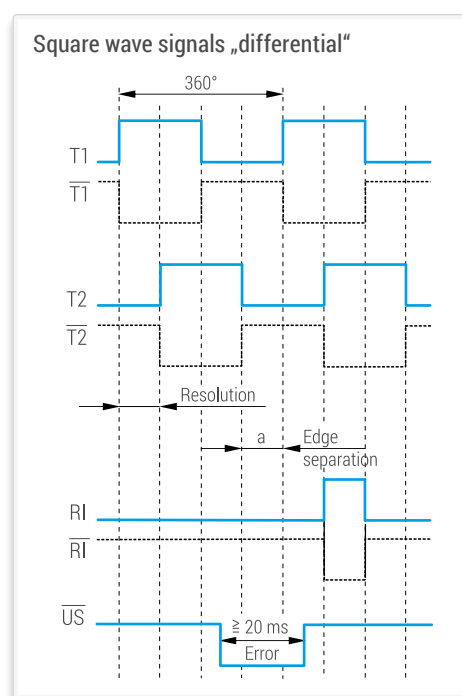 Square wave signals „differential“
360°
T1
T1
T2
T2
Resolution
a Edge
separation
RI
RI
US
≧ 20 ms
Error